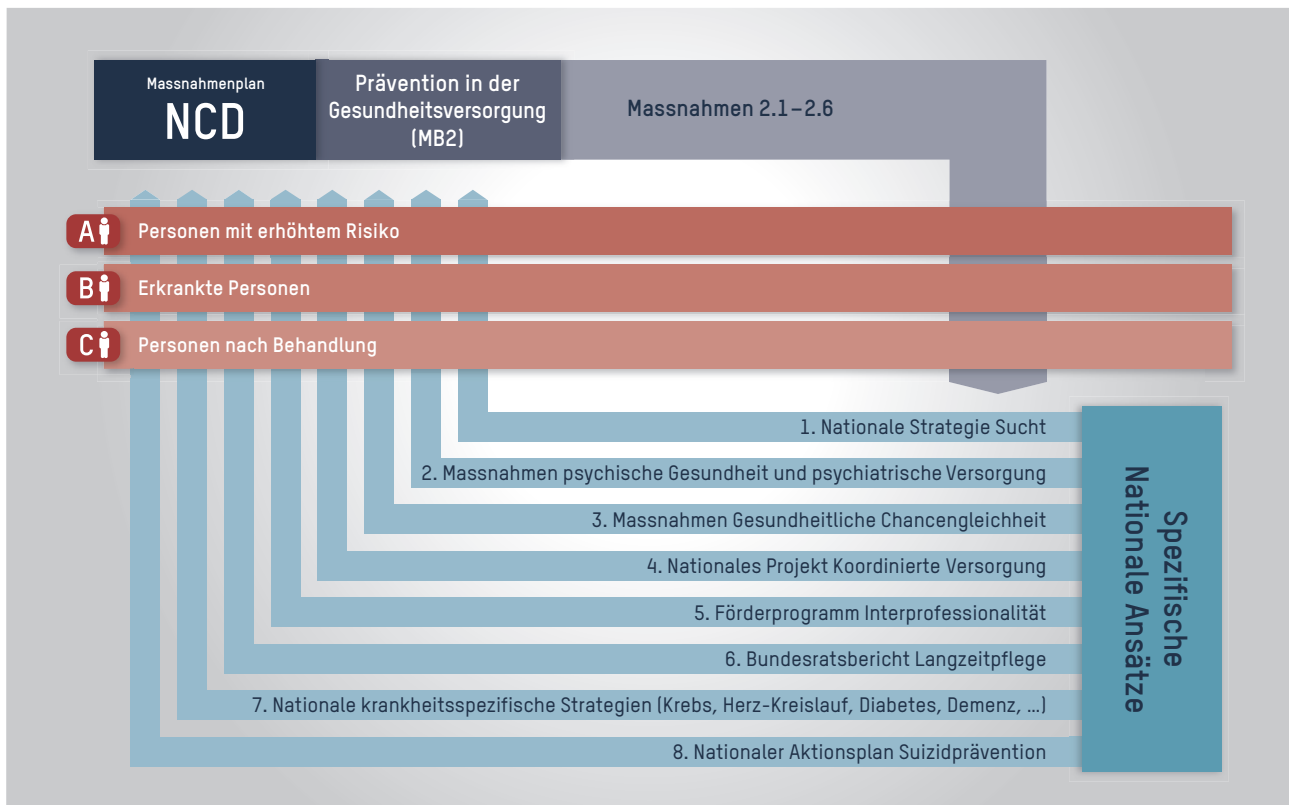 Massnahmenplan
NCD
Prävention in der
Gesundheitsversorgung
(MB2)
Massnahmen 2.1–2.6
A Personen mit erhöhtem Risiko
B Erkrankte Personen
C Personen nach Behandlung
1. Nationale Strategie Sucht
2. Massnahmen psychische Gesundheit und psychiatrische Versorgung
3. Massnahmen Gesundheitliche Chancengleichheit
4. Nationales Projekt Koordinierte Versorgung
5. Förderprogramm Interprofessionalität
6. Bundesratsbericht Langzeitpflege
7. Nationale krankheitsspezifische Strategien (Krebs, Herz-Kreislauf, Diabetes, Demenz, ...)
8. Nationaler Aktionsplan Suizidprävention
Spezifische
Nationale Ansätze